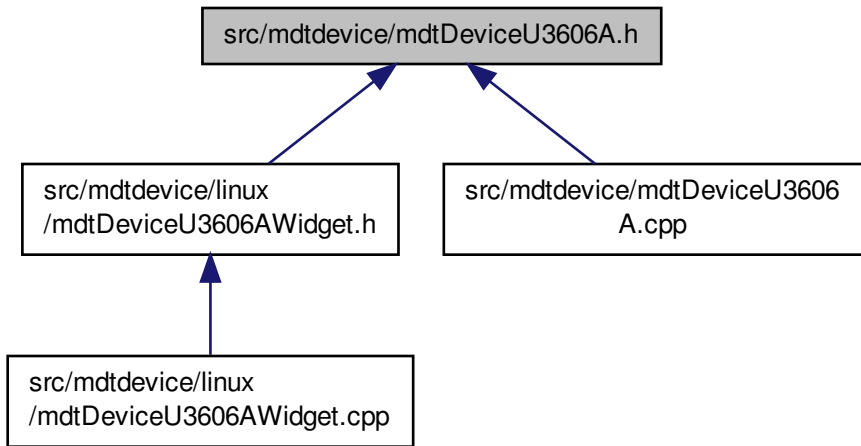 src/mdtdevice/mdtDeviceU3606A.h
src/mdtdevice/linux
/mdtDeviceU3606AWidget.h
src/mdtdevice/mdtDeviceU3606
A.cpp
src/mdtdevice/linux
/mdtDeviceU3606AWidget.cpp